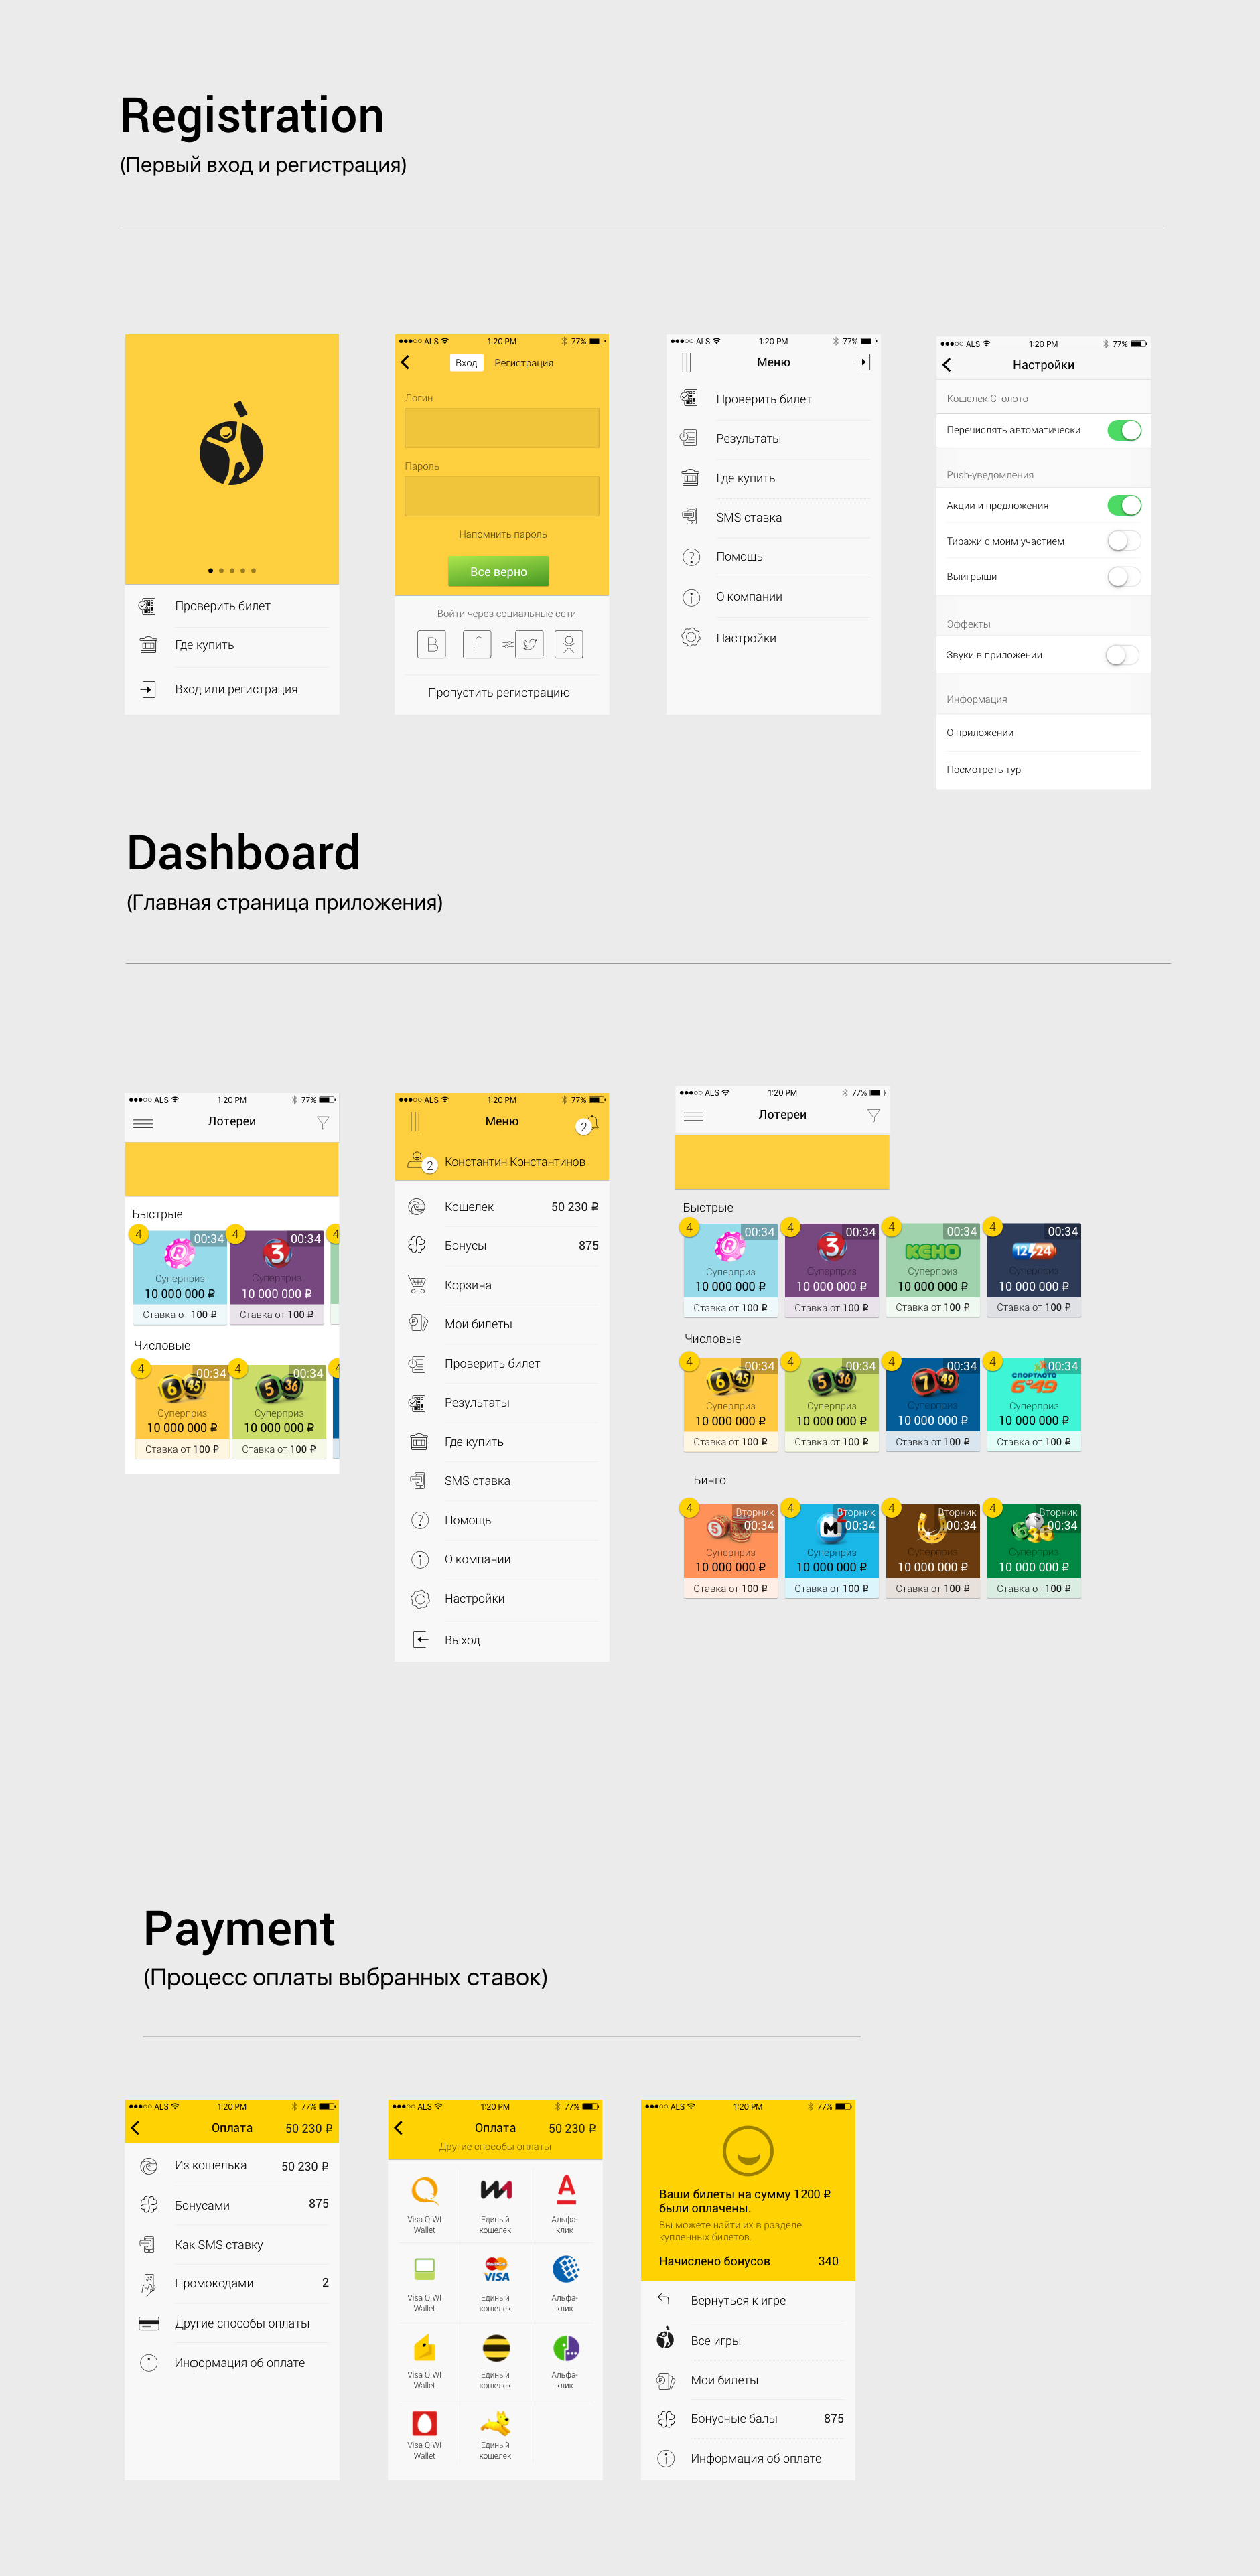 Registration
(Первый вход и регистрация)
Проверить билет
Где купить
Вход или регистрация
ALS 1:20 PM 77%
Вход Регистрация
Логин
Пароль
Напомнить пароль
Все верно
Войти через социальные сети
B f
Пропустить регистрацию
ALS 1:20 PM 77%
Меню
Проверить билет
Результаты
Где купить
SMS ставка
Помощь
О компании
Настройки
ALS 1:20 PM 77%
Настройки
Кошелек Столото
Перечислять автоматически
Push-уведомления
Акции и предложения
Тиражи с моим участием
Выигрыши
Эффекты
Звуки в приложении
Информация
О приложении
Посмотреть тур
Dashboard
(Главная страница приложения)
ALS 1:20 PM 77%
Лотереи
Быстрые
4 00:34 4 00:34 4
R 3
Суперприз Суперприз
10 000 000 ₽ 10 000 000 ₽
Ставка от 100 ₽ Ставка от 100 ₽
Числовые
4 00:34 4 00:34 4
6 45 5 36
Суперприз Суперприз
10 000 000 ₽ 10 000 000 ₽
Ставка от 100 ₽ Ставка от 100 ₽
ALS 1:20 PM 77%
Меню 2
2 Константин Константинов
Кошелек 50 230 ₽
Бонусы 875
Корзина
Мои билеты
Проверить билет
Результаты
Где купить
SMS ставка
Помощь
О компании
Настройки
Выход
ALS 1:20 PM 77%
Лотереи
Быстрые
4 00:34 4 00:34 4 00:34 4 00:34
R 3 КЕНО 12/24
Суперприз Суперприз Суперприз Суперприз
10 000 000 ₽ 10 000 000 ₽ 10 000 000 ₽ 10 000 000 ₽
Ставка от 100 ₽ Ставка от 100 ₽ Ставка от 100 ₽ Ставка от 100 ₽
Числовые
4 00:34 4 00:34 4 00:34 4 00:34
6 45 5 36 7 49 СПОРТЛОТО 6 49
Суперприз Суперприз Суперприз Суперприз
10 000 000 ₽ 10 000 000 ₽ 10 000 000 ₽ 10 000 000 ₽
Ставка от 100 ₽ Ставка от 100 ₽ Ставка от 100 ₽ Ставка от 100 ₽
Бинго
4 Вторник 4 Вторник 4 Вторник 4 Вторник
00:34 00:34 00:34 00:34
5 М 2 6 36
Суперприз Суперприз Суперприз Суперприз
10 000 000 ₽ 10 000 000 ₽ 10 000 000 ₽ 10 000 000 ₽
Ставка от 100 ₽ Ставка от 100 ₽ Ставка от 100 ₽ Ставка от 100 ₽
Payment
(Процесс оплаты выбранных ставок)
ALS 1:20 PM 77%
Оплата 50 230 ₽
Из кошелька 50 230 ₽
Бонусами 875
Как SMS ставку
Промокодами 2
Другие способы оплаты
Информация об оплате
ALS 1:20 PM 77%
Оплата 50 230 ₽
Другие способы оплаты
Visa QIWI Единый Альфа-
Wallet кошелек клик
MasterCard
VISA
Visa QIWI Единый Альфа-
Wallet кошелек клик
Visa QIWI Единый Альфа-
Wallet кошелек клик
Visa QIWI Единый
Wallet кошелек
ALS 1:20 PM 77%
Ваши билеты на сумму 1200 ₽
были оплачены.
Вы можете найти их в разделе
купленных билетов.
Начислено бонусов 340
Вернуться к игре
Все игры
Мои билеты
Бонусные балы 875
Информация об оплате